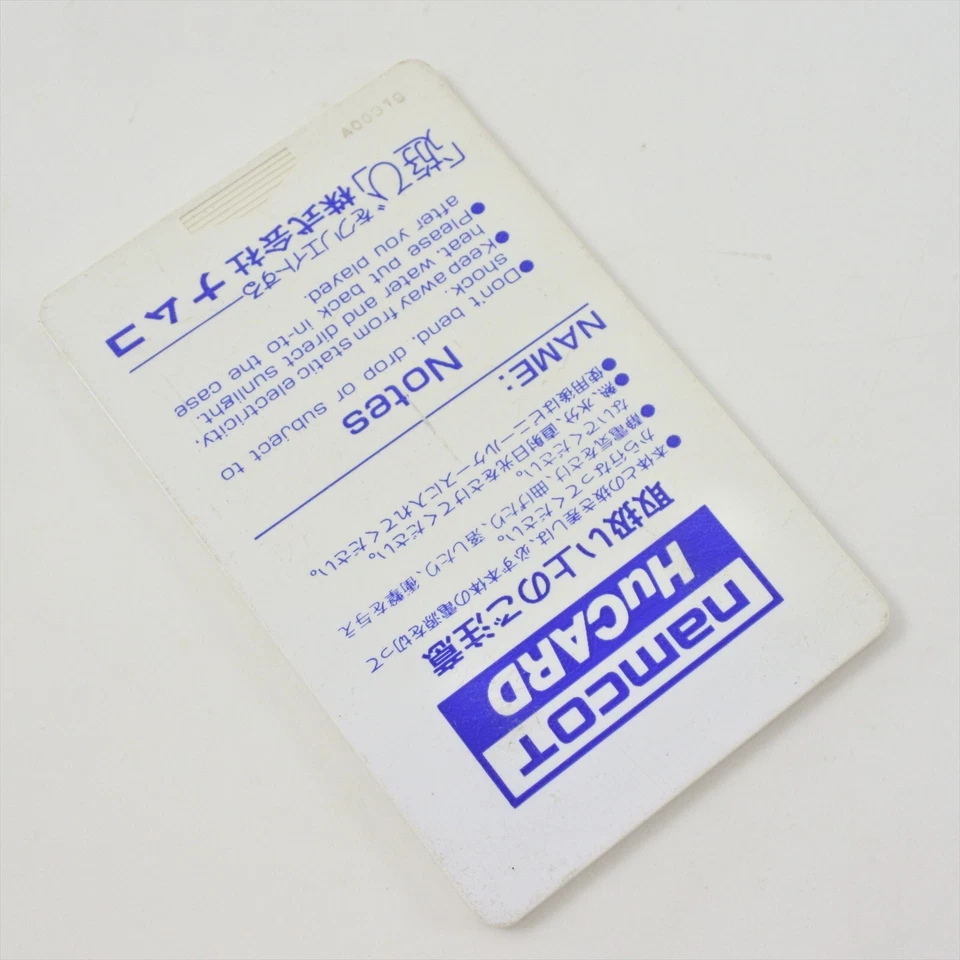 namcoT
HuCARD
取扱い上のご注意
●本体との抜き差しは、必ず本体の電源を切って
から行なってください。
●静電気をさけ、曲げたり、落したり、衝撃を与え
ないでください。
●熱、水分、直射日光をさけてください。
●使用後はビニールケースに入れてください。
NAME:
Notes
●Don't bend, drop or subject to
shock.
●Keep away from static electricity,
heat, water and direct sunlight.
●Please put back in-to the case
after you played.
「遊び」をクリエイトする
株式会社ナムコ
A00310